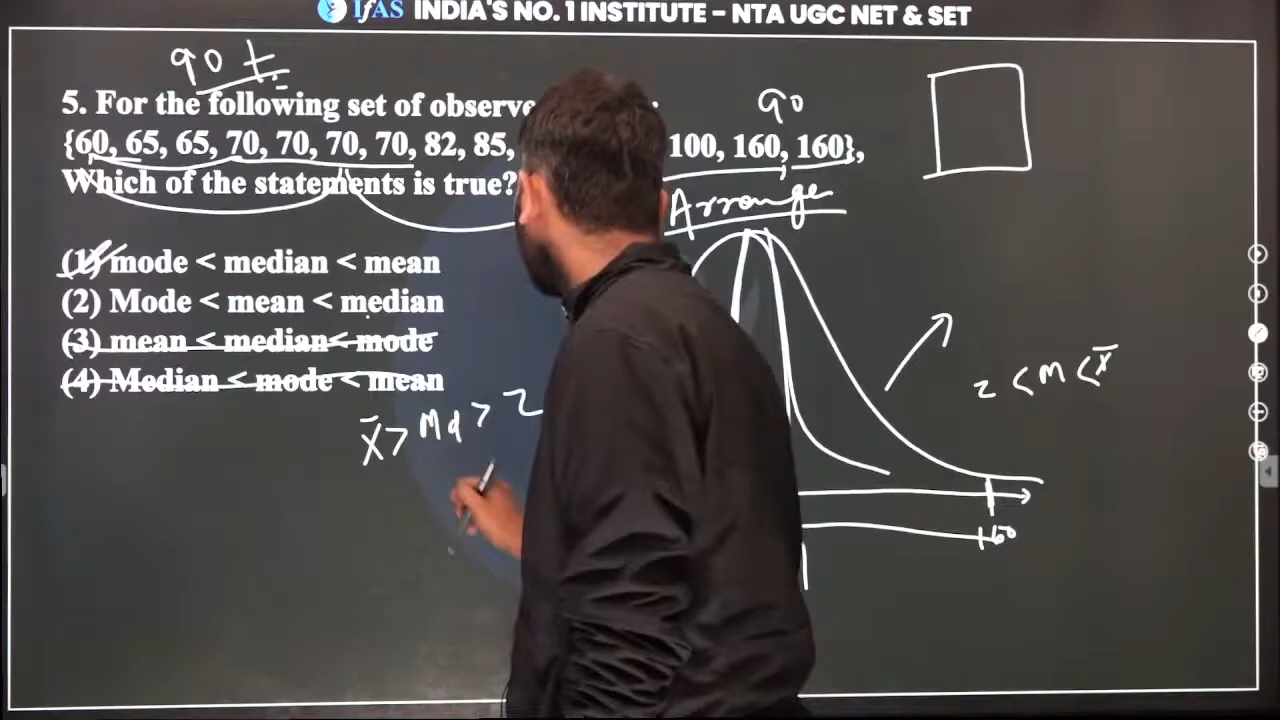 IfAS INDIA'S NO. 1 INSTITUTE – NTA UGC NET & SET
90 t.
5. For the following set of observe
90
{60, 65, 65, 70, 70, 70, 70, 82, 85, 100, 160, 160},
Which of the statements is true?
Arrange
(1) mode < median < mean
(2) Mode < mean < median
(3) mean < median< mode
(4) Median < mode < mean
z < M < x̄
x̄ > Md > Z
160